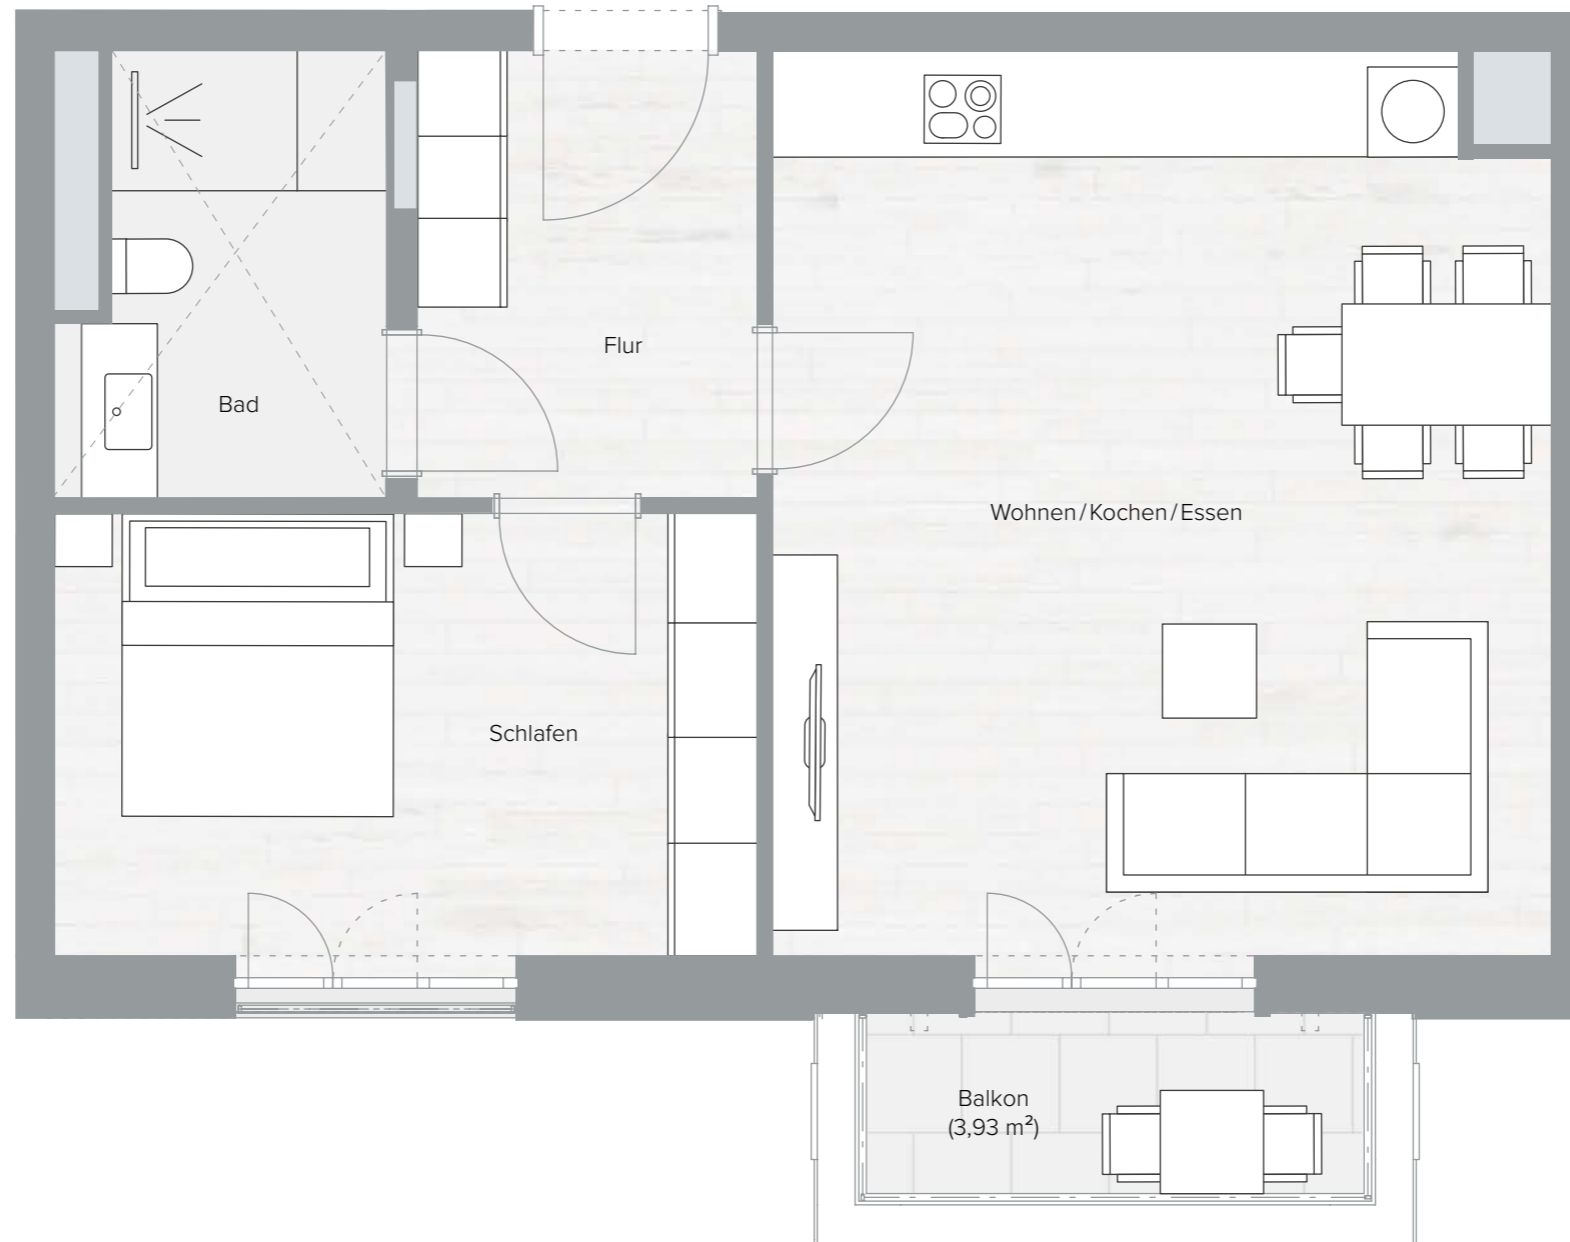 Flur
Bad
Wohnen/Kochen/Essen
Schlafen
Balkon
(3,93 m²)